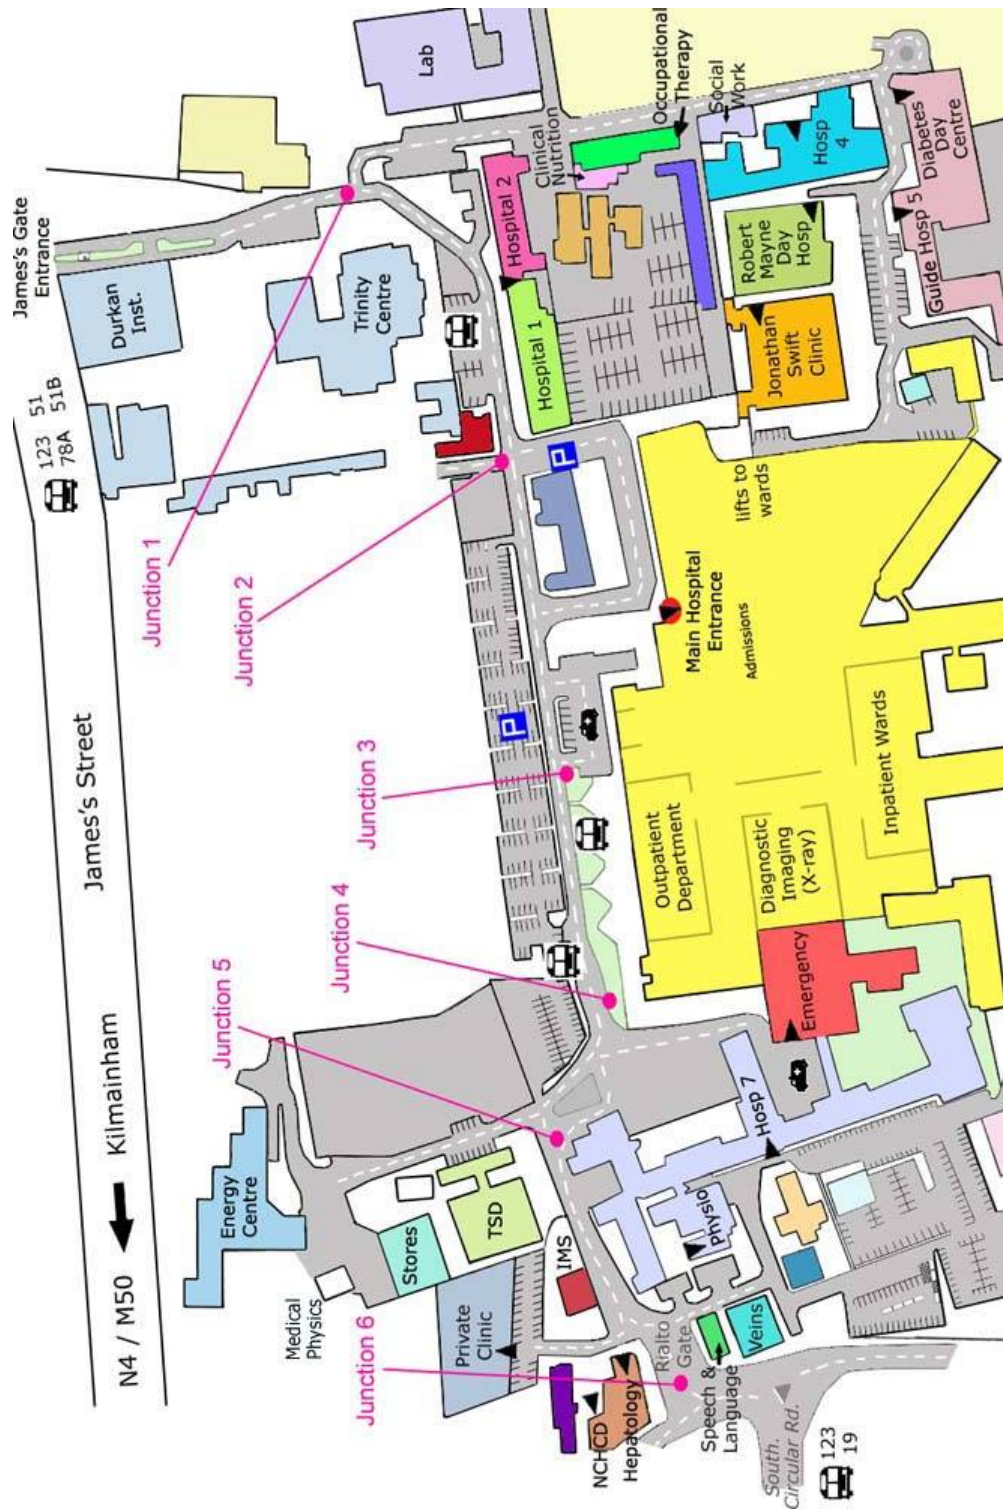 N4 / M50
Kilmainham
James's Street
123 51
78A 51B
James's Gate
Entrance
Junction 6
Junction 5
Junction 4
Junction 3
Junction 2
Junction 1
Energy
Centre
Medical
Physics
Stores
TSD
Private
Clinic
IMS
NCHCD
Hepatology
Rialto
Gate
Speech &
Language
Veins
South.
Circular Rd.
123
19
Physio
Hosp 7
Emergency
Outpatient
Department
Diagnostic
Imaging
(X-ray)
Inpatient Wards
P
Main Hospital
Entrance
Admissions
lifts to
wards
P
Durkan
Inst.
Trinity
Centre
Lab
Hospital 1
Hospital 2
Clinical
Nutrition
Occupational
Therapy
Social
Work
Jonathan
Swift
Clinic
Robert
Mayne
Day
Hosp
Hosp
4
Guide Hosp 5
Diabetes
Day
Centre